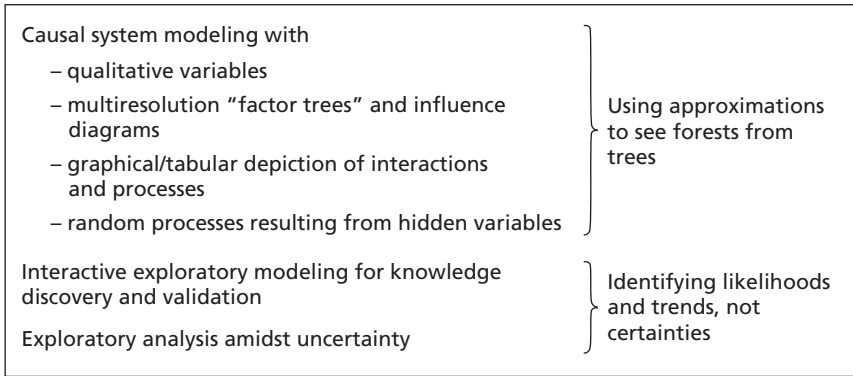 Causal system modeling with
– qualitative variables
– multiresolution “factor trees” and influence
diagrams
– graphical/tabular depiction of interactions
and processes
– random processes resulting from hidden variables
Using approximations
to see forests from
trees
Interactive exploratory modeling for knowledge
discovery and validation
Exploratory analysis amidst uncertainty
Identifying likelihoods
and trends, not
certainties